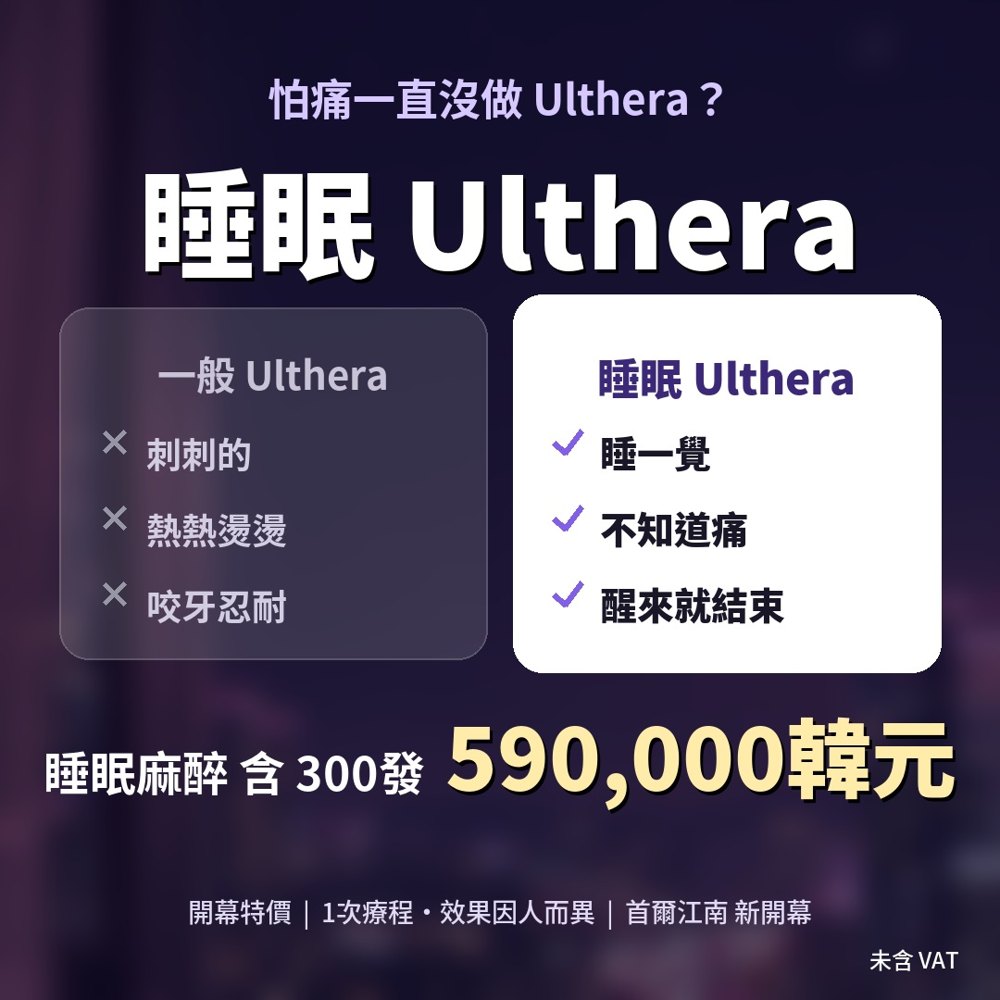 怕痛一直沒做 Ulthera？
睡眠 Ulthera
一般 Ulthera
刺刺的
熱熱燙燙
咬牙忍耐
睡眠 Ulthera
睡一覺
不知道痛
醒來就結束
睡眠麻醉 含 300發 590,000韓元
開幕特價 | 1次療程・效果因人而異 | 首爾江南 新開幕
未含 VAT